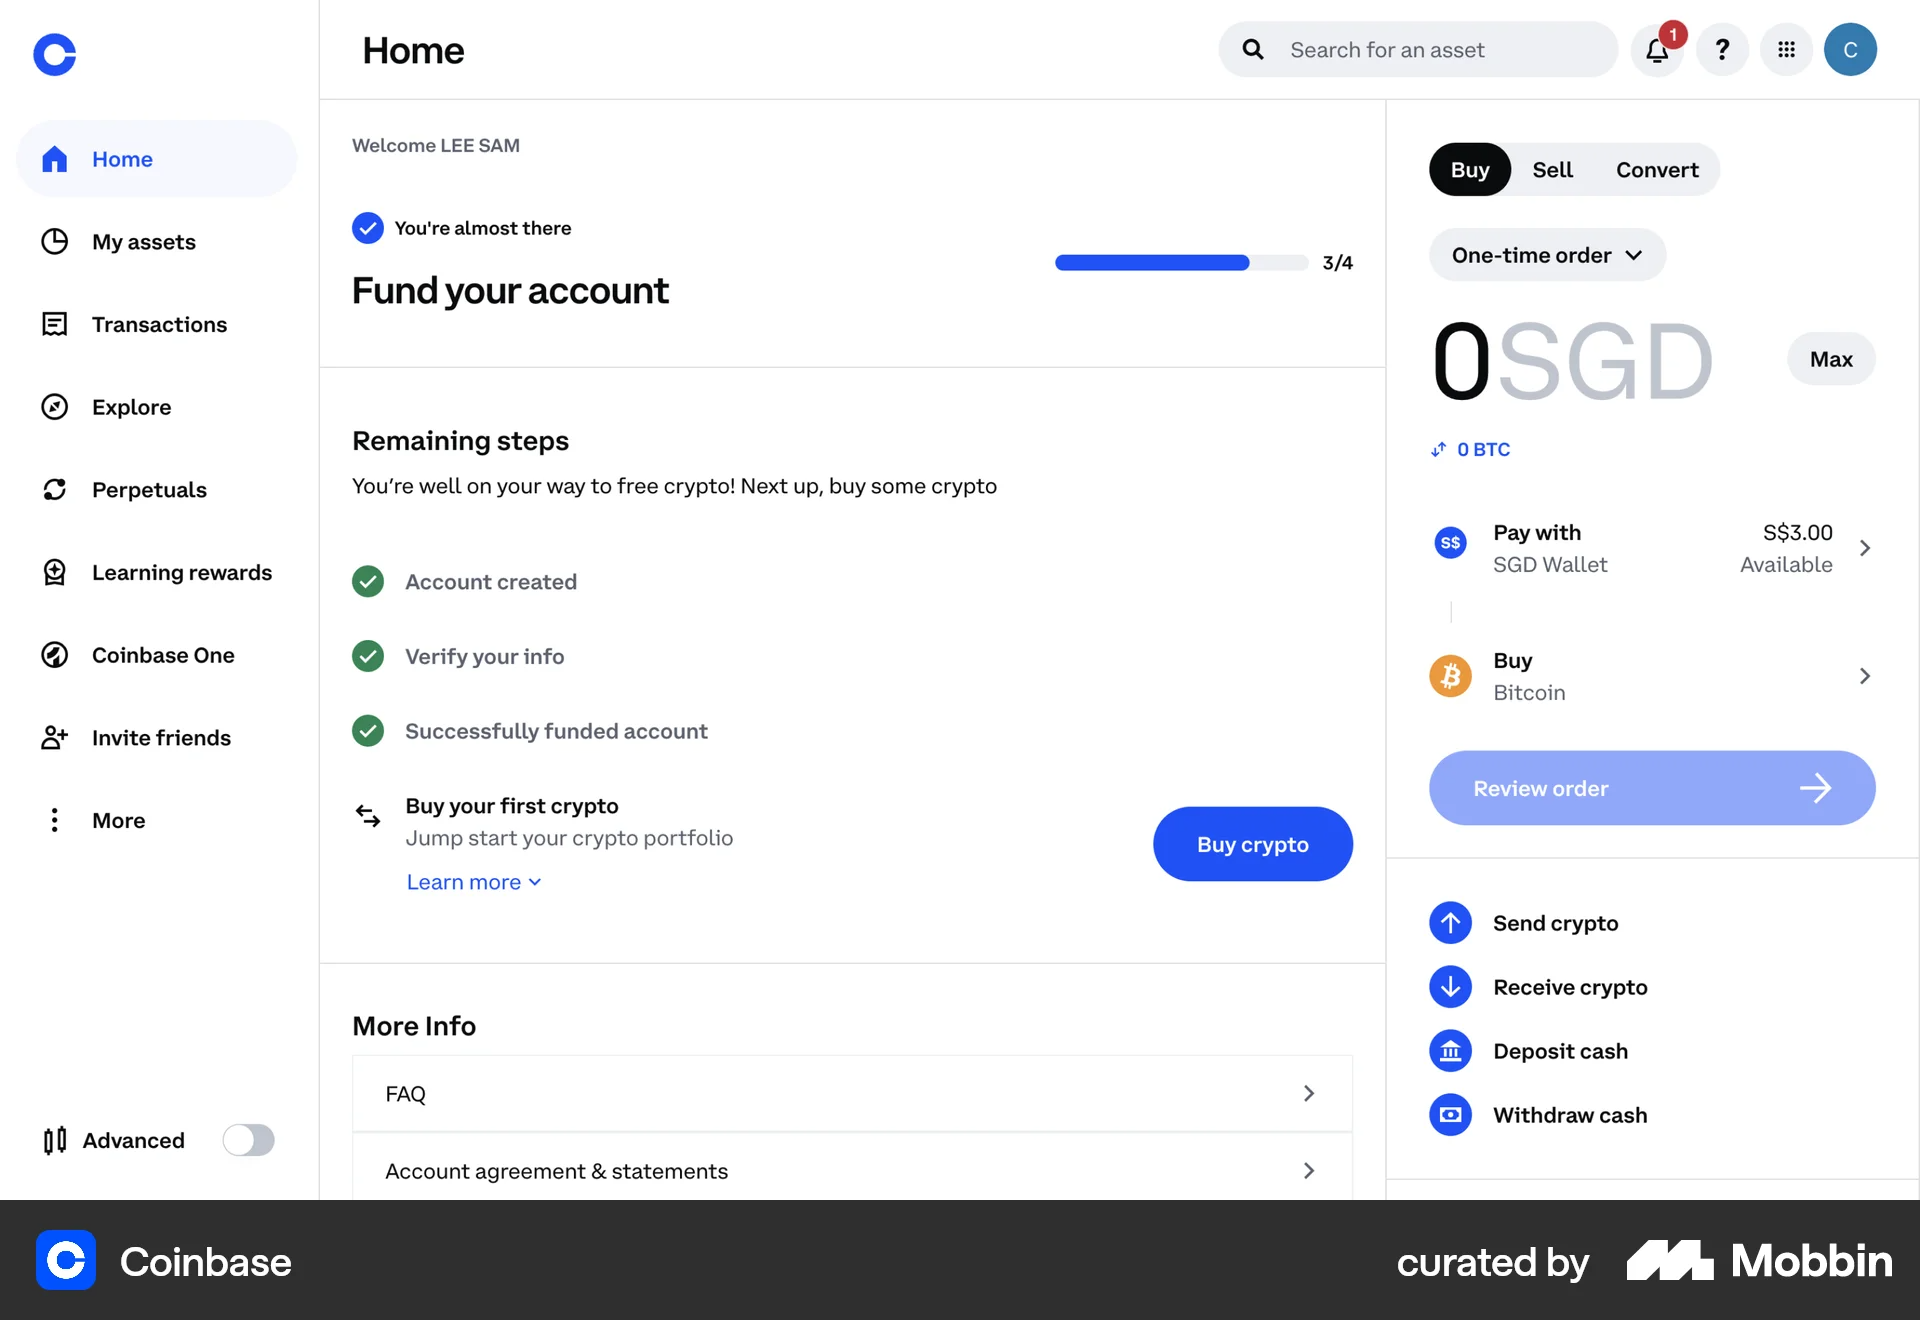 Home
Search for an asset
1
?
C
Home
My assets
Transactions
Explore
Perpetuals
Learning rewards
Coinbase One
Invite friends
More
Advanced
Welcome LEE SAM
You're almost there
Fund your account
3/4
Remaining steps
You’re well on your way to free crypto! Next up, buy some crypto
Account created
Verify your info
Successfully funded account
Buy your first crypto
Jump start your crypto portfolio
Learn more
Buy crypto
More Info
FAQ
Account agreement & statements
Buy Sell Convert
One-time order
0SGD
Max
0 BTC
S$
Pay with S$3.00
SGD Wallet Available
Buy
Bitcoin
Review order
Send crypto
Receive crypto
Deposit cash
Withdraw cash
Coinbase
curated by Mobbin